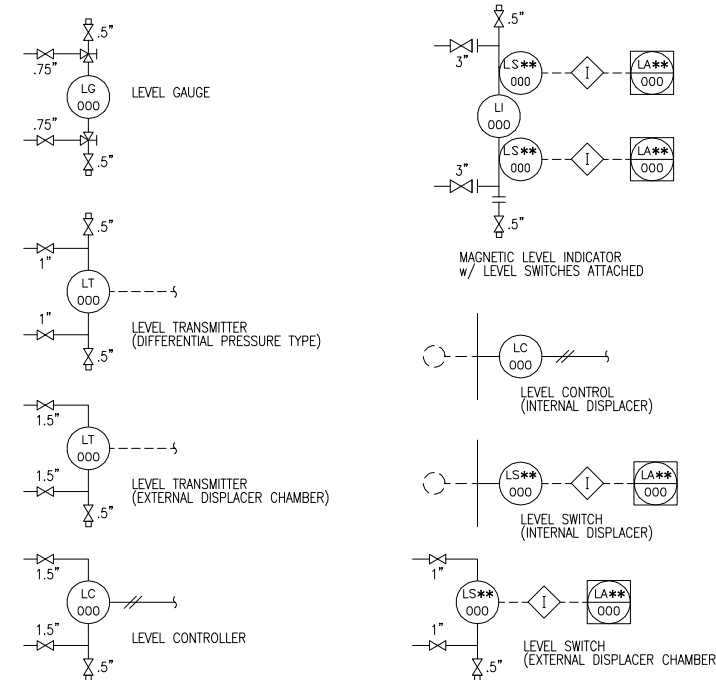 .5"
.75"
LG
000
LEVEL GAUGE
.75"
.5"
.5"
1"
LT
000
1"
LEVEL TRANSMITTER
(DIFFERENTIAL PRESSURE TYPE)
.5"
1.5"
LT
000
1.5"
LEVEL TRANSMITTER
(EXTERNAL DISPLACER CHAMBER)
.5"
1.5"
LC
000
1.5"
LEVEL CONTROLLER
.5"
.5"
3"
LS**
000
I
LA**
000
LI
000
LS**
000
I
LA**
000
3"
.5"
MAGNETIC LEVEL INDICATOR
w/ LEVEL SWITCHES ATTACHED
LC
000
LEVEL CONTROL
(INTERNAL DISPLACER)
LS**
000
I
LA**
000
LEVEL SWITCH
(INTERNAL DISPLACER)
1"
LS**
000
I
LA**
000
1"
LEVEL SWITCH
(EXTERNAL DISPLACER CHAMBER
.5"